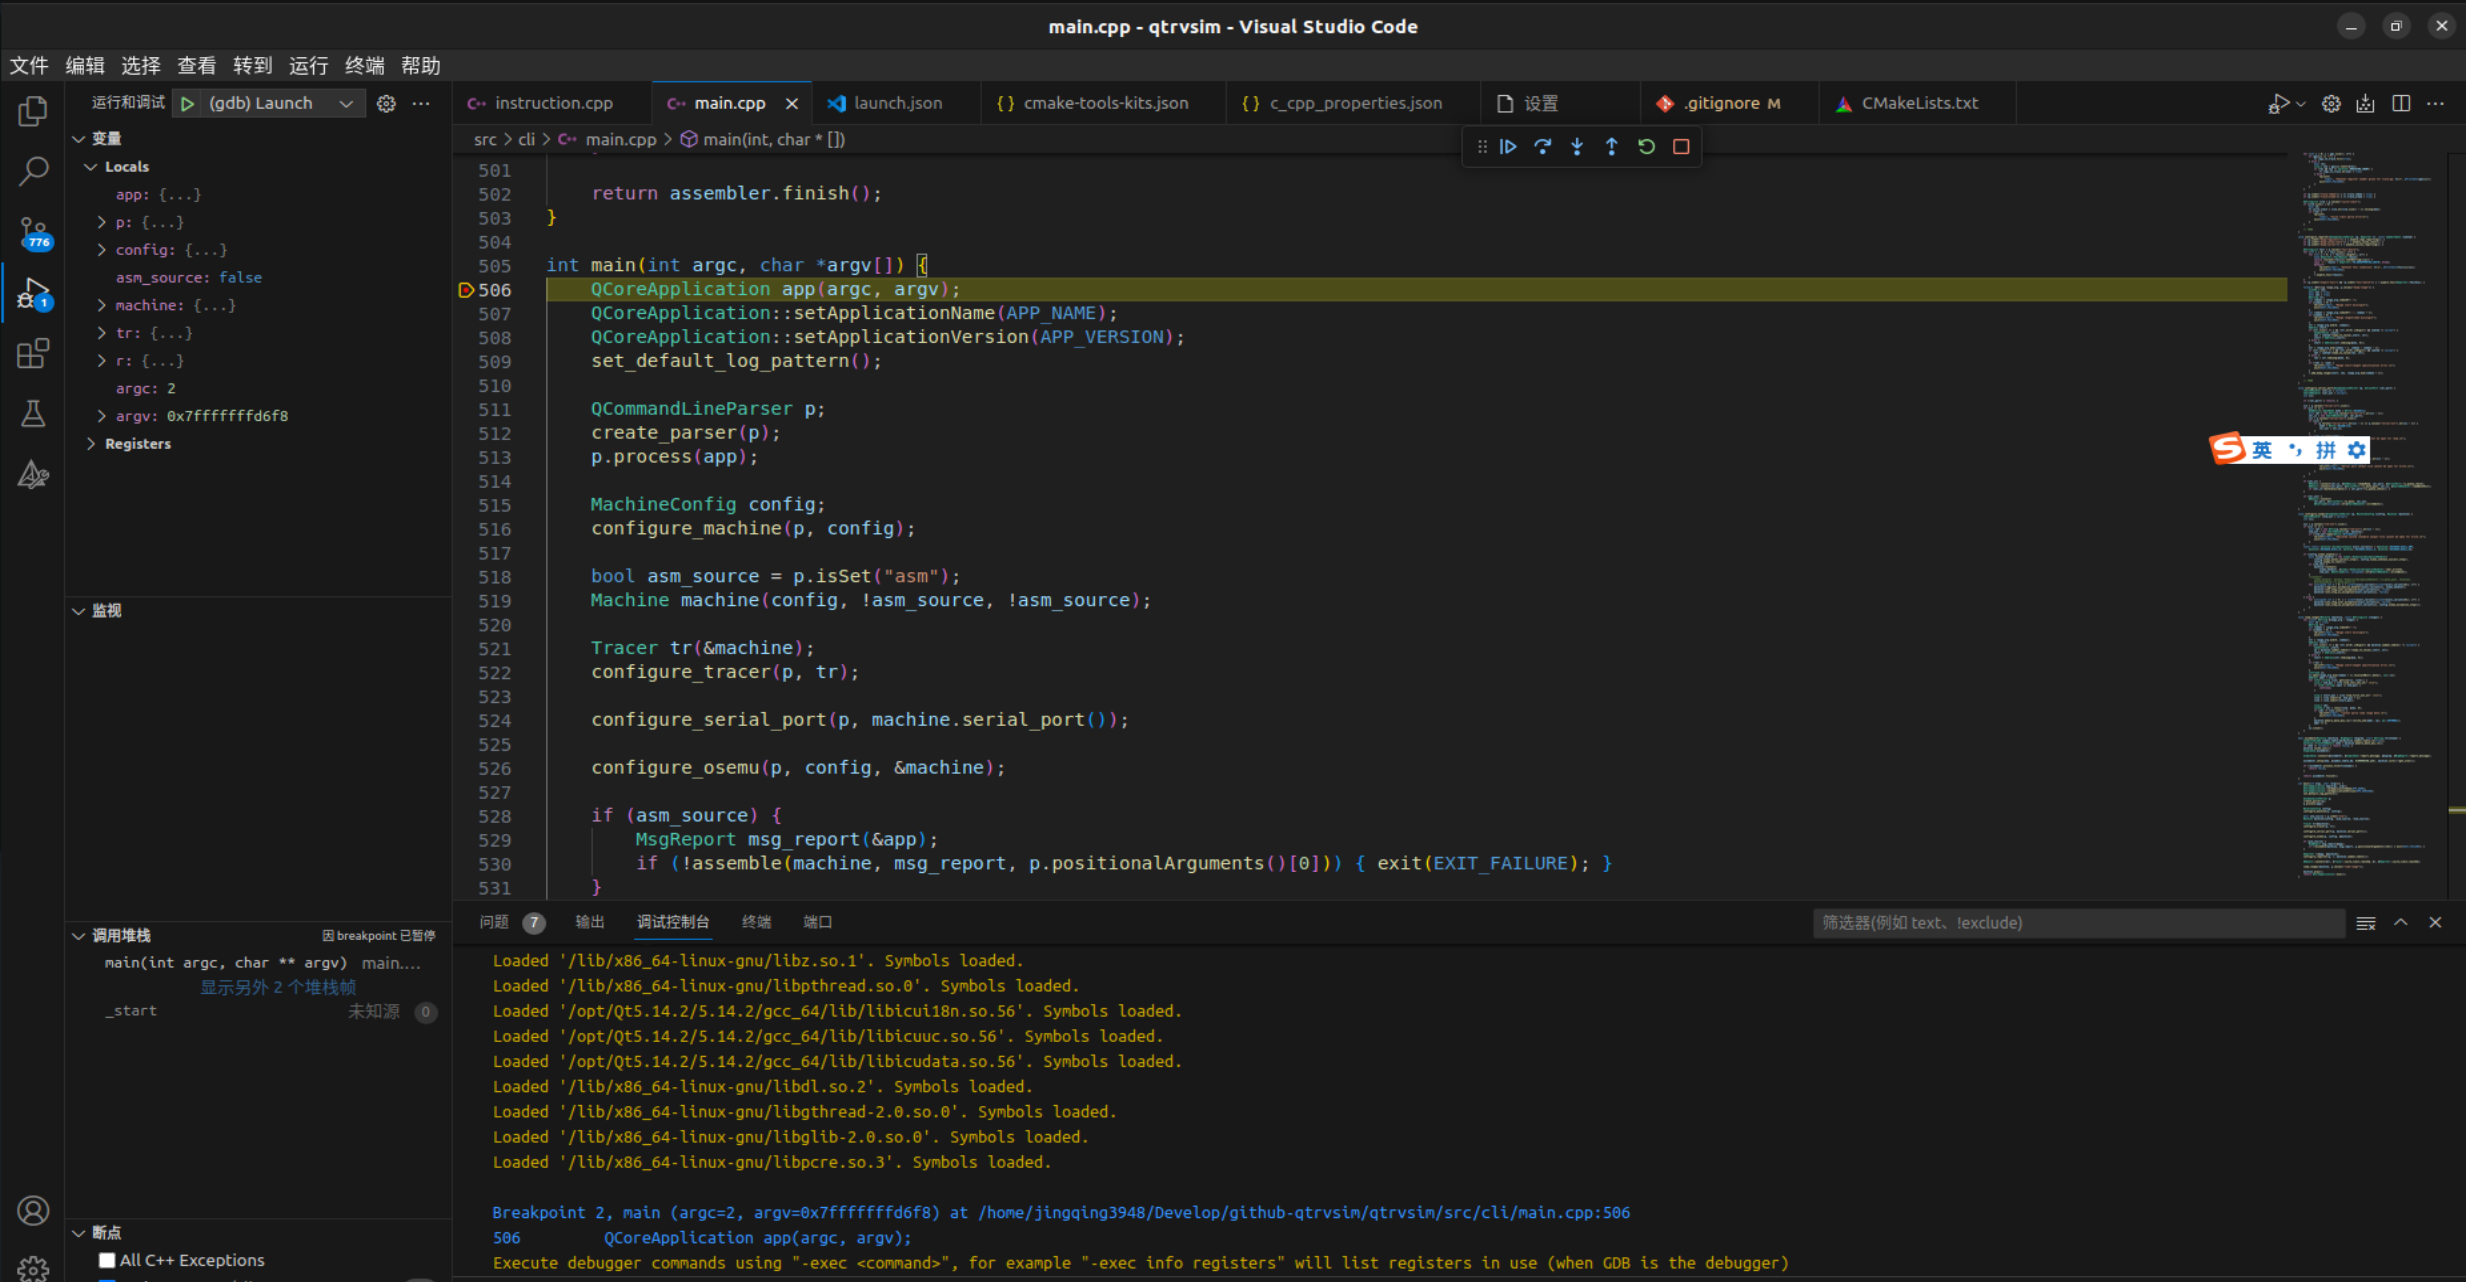 main.cpp - qtrvsim - Visual Studio Code
文件 编辑 选择 查看 转到 运行 终端 帮助
运行和调试 (gdb) Launch
instruction.cpp main.cpp launch.json cmake-tools-kits.json c_cpp_properties.json 设置 .gitignore M CMakeLists.txt
src > cli > main.cpp > main(int, char * [])
776
1
变量
Locals
app: {...}
p: {...}
config: {...}
asm_source: false
machine: {...}
tr: {...}
r: {...}
argc: 2
argv: 0x7fffffffd6f8
Registers
监视
调用堆栈 因 breakpoint 已暂停
main(int argc, char ** argv) main....
显示另外 2 个堆栈帧
_start 未知源 0
断点
All C++ Exceptions
501
502 return assembler.finish();
503 }
504
505 int main(int argc, char *argv[]) {
506 QCoreApplication app(argc, argv);
507 QCoreApplication::setApplicationName(APP_NAME);
508 QCoreApplication::setApplicationVersion(APP_VERSION);
509 set_default_log_pattern();
510
511 QCommandLineParser p;
512 create_parser(p);
513 p.process(app);
514
515 MachineConfig config;
516 configure_machine(p, config);
517
518 bool asm_source = p.isSet("asm");
519 Machine machine(config, !asm_source, !asm_source);
520
521 Tracer tr(&machine);
522 configure_tracer(p, tr);
523
524 configure_serial_port(p, machine.serial_port());
525
526 configure_osemu(p, config, &machine);
527
528 if (asm_source) {
529 MsgReport msg_report(&app);
530 if (!assemble(machine, msg_report, p.positionalArguments()[0])) { exit(EXIT_FAILURE); }
531 }
S 英 •, 拼
问题 7 输出 调试控制台 终端 端口 筛选器(例如 text、!exclude)
Loaded '/lib/x86_64-linux-gnu/libz.so.1'. Symbols loaded.
Loaded '/lib/x86_64-linux-gnu/libpthread.so.0'. Symbols loaded.
Loaded '/opt/Qt5.14.2/5.14.2/gcc_64/lib/libicui18n.so.56'. Symbols loaded.
Loaded '/opt/Qt5.14.2/5.14.2/gcc_64/lib/libicuuc.so.56'. Symbols loaded.
Loaded '/opt/Qt5.14.2/5.14.2/gcc_64/lib/libicudata.so.56'. Symbols loaded.
Loaded '/lib/x86_64-linux-gnu/libdl.so.2'. Symbols loaded.
Loaded '/lib/x86_64-linux-gnu/libgthread-2.0.so.0'. Symbols loaded.
Loaded '/lib/x86_64-linux-gnu/libglib-2.0.so.0'. Symbols loaded.
Loaded '/lib/x86_64-linux-gnu/libpcre.so.3'. Symbols loaded.
Breakpoint 2, main (argc=2, argv=0x7fffffffd6f8) at /home/jingqing3948/Develop/github-qtrvsim/qtrvsim/src/cli/main.cpp:506
506 QCoreApplication app(argc, argv);
Execute debugger commands using "-exec <command>", for example "-exec info registers" will list registers in use (when GDB is the debugger)